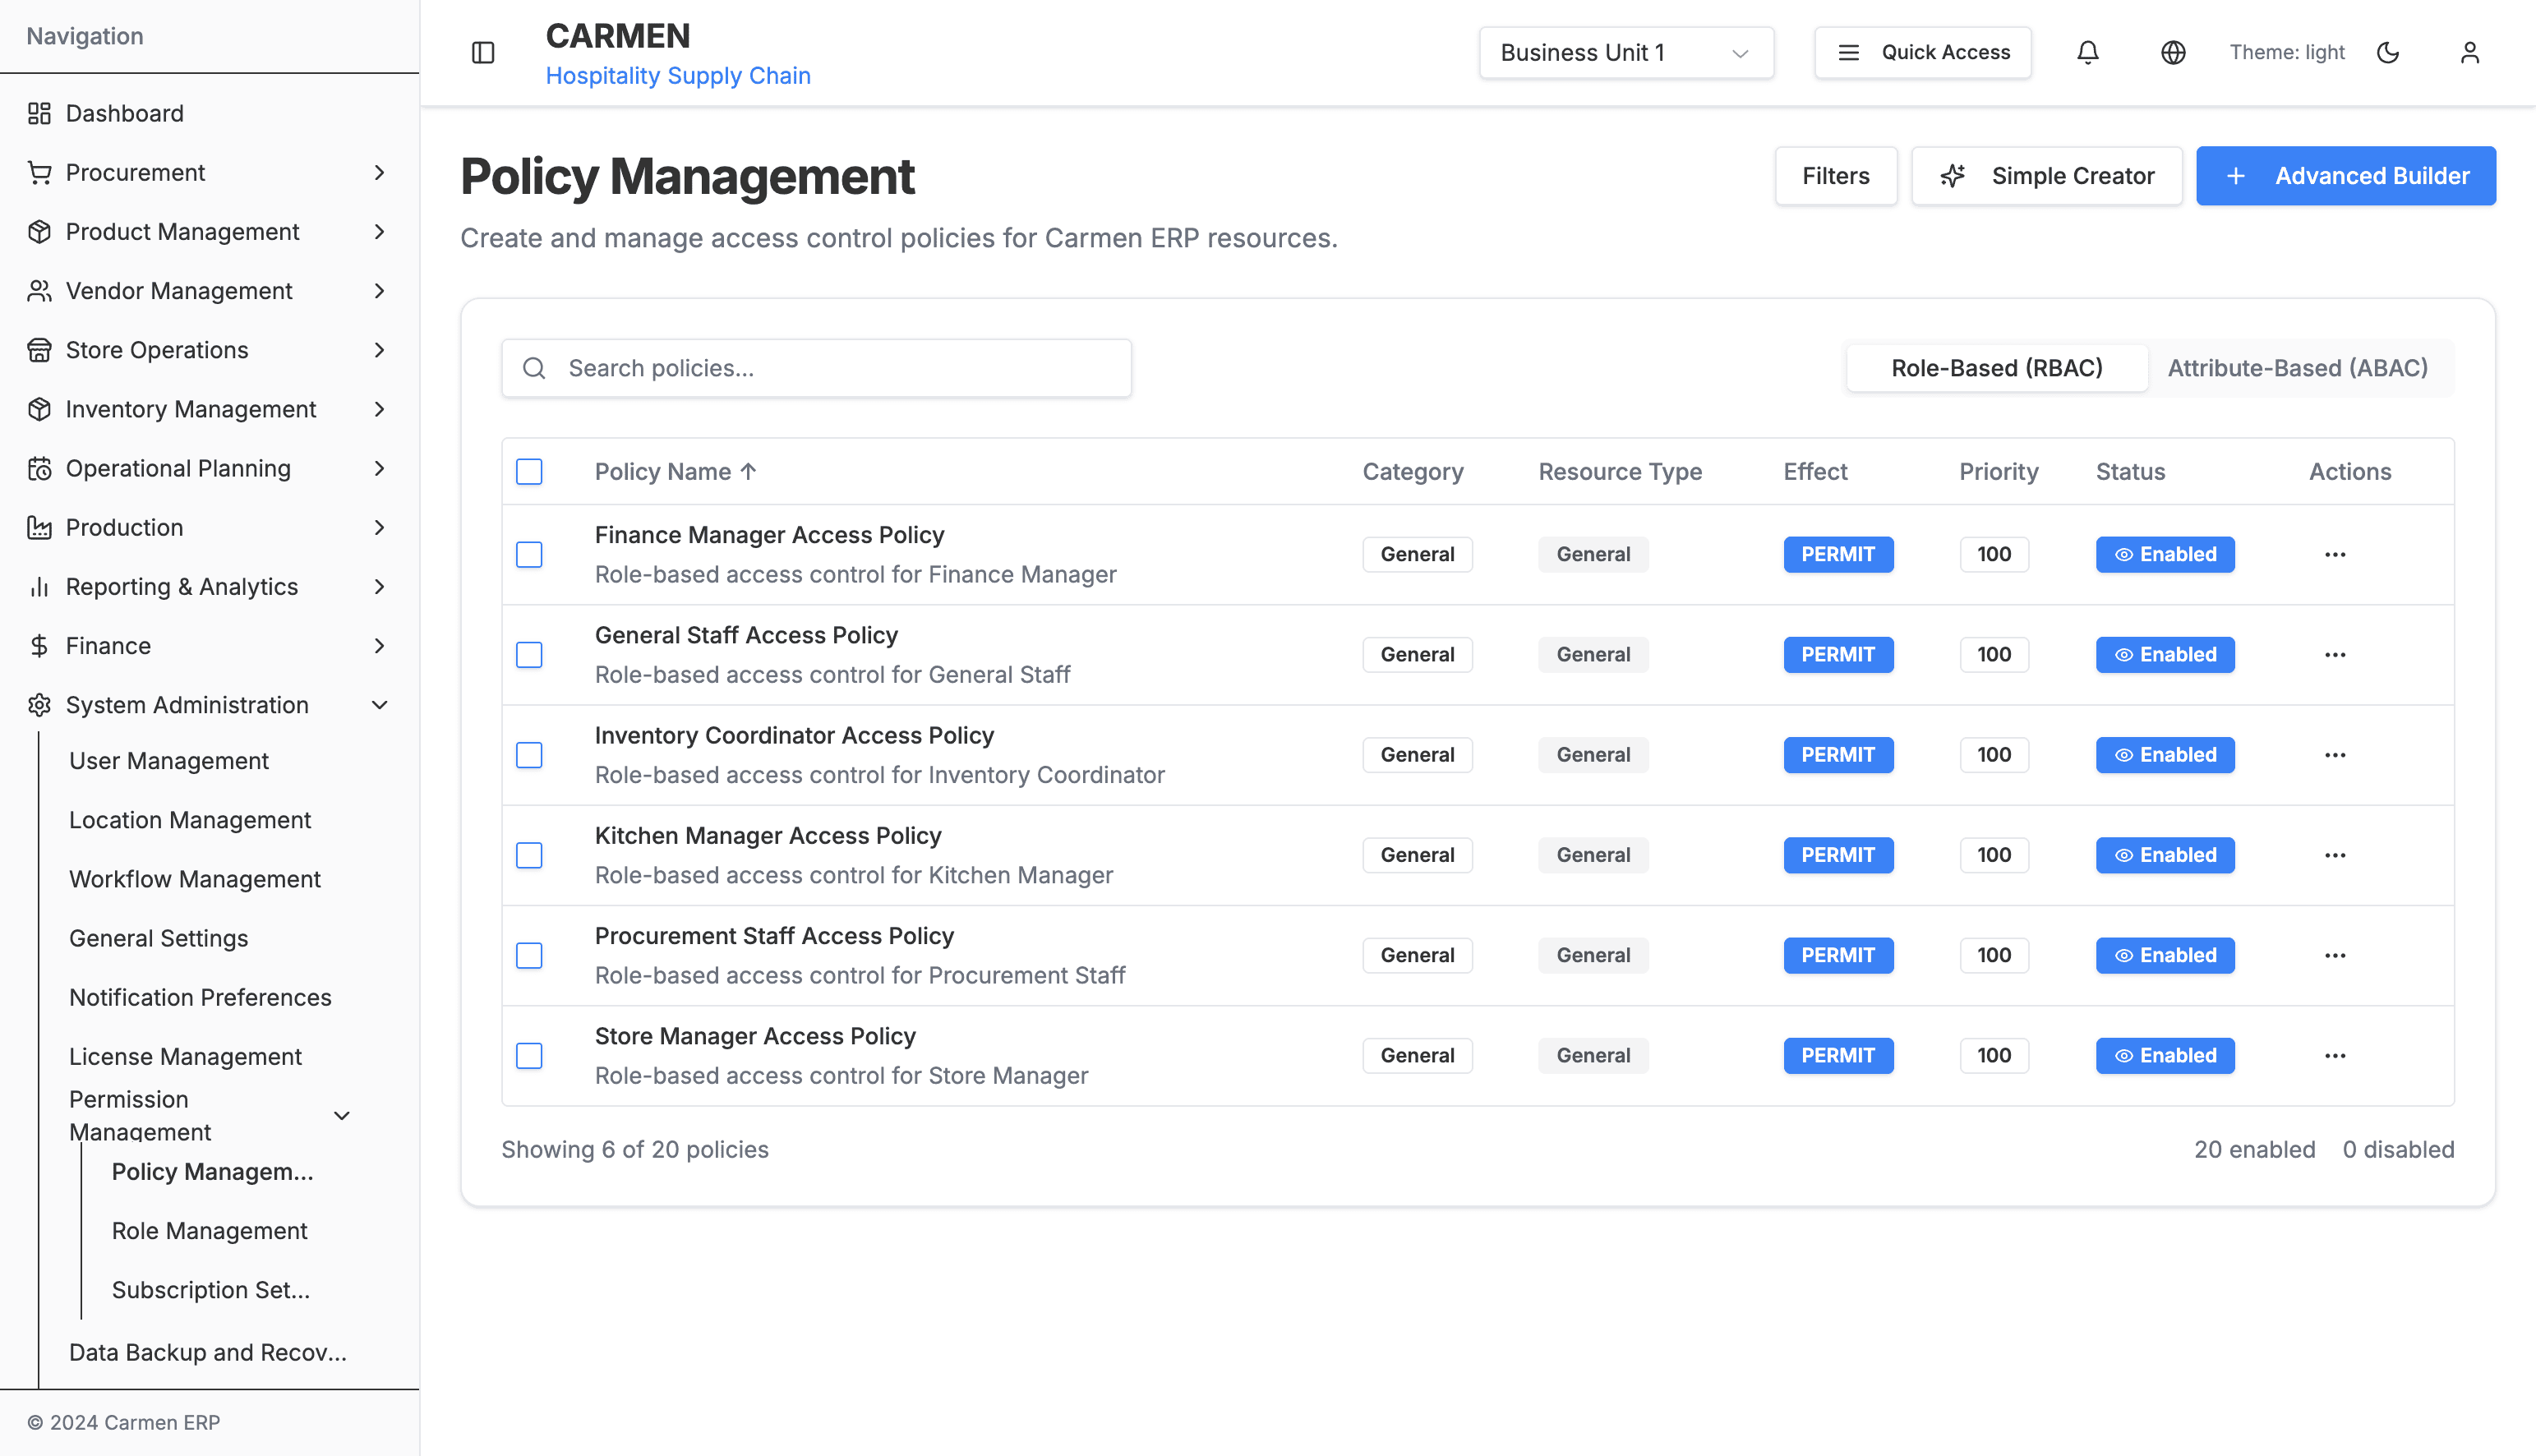 Navigation
Dashboard
Procurement
Product Management
Vendor Management
Store Operations
Inventory Management
Operational Planning
Production
Reporting & Analytics
Finance
System Administration
User Management
Location Management
Workflow Management
General Settings
Notification Preferences
License Management
Permission
Management
Policy Managem...
Role Management
Subscription Set...
Data Backup and Recov...
© 2024 Carmen ERP
CARMEN
Hospitality Supply Chain
Business Unit 1
Quick Access
Theme: light
Policy Management
Create and manage access control policies for Carmen ERP resources.
Filters
Simple Creator
Advanced Builder
Search policies...
Role-Based (RBAC)
Attribute-Based (ABAC)
Policy Name ↑ Category Resource Type Effect Priority Status Actions
Finance Manager Access Policy
Role-based access control for Finance Manager
General General PERMIT 100 Enabled ...
General Staff Access Policy
Role-based access control for General Staff
General General PERMIT 100 Enabled ...
Inventory Coordinator Access Policy
Role-based access control for Inventory Coordinator
General General PERMIT 100 Enabled ...
Kitchen Manager Access Policy
Role-based access control for Kitchen Manager
General General PERMIT 100 Enabled ...
Procurement Staff Access Policy
Role-based access control for Procurement Staff
General General PERMIT 100 Enabled ...
Store Manager Access Policy
Role-based access control for Store Manager
General General PERMIT 100 Enabled ...
Showing 6 of 20 policies
20 enabled 0 disabled